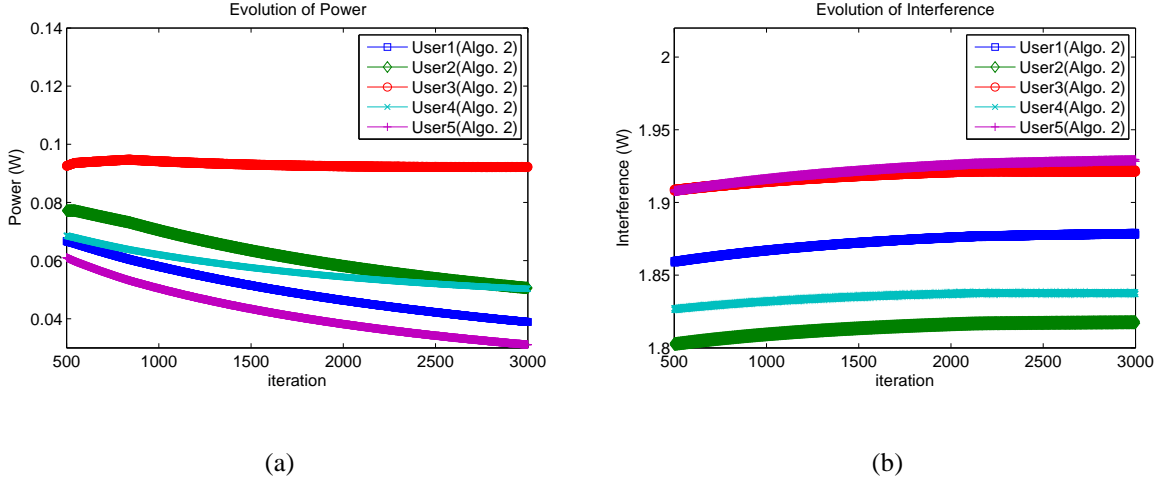 Evolution of Power
0.14
0.12
0.1
0.08
0.06
0.04
Power (W)
500
1000
1500
2000
2500
3000
iteration
User1(Algo. 2)
User2(Algo. 2)
User3(Algo. 2)
User4(Algo. 2)
User5(Algo. 2)
(a)
Evolution of Interference
2
1.95
1.9
1.85
1.8
Interference (W)
500
1000
1500
2000
2500
3000
iteration
User1(Algo. 2)
User2(Algo. 2)
User3(Algo. 2)
User4(Algo. 2)
User5(Algo. 2)
(b)